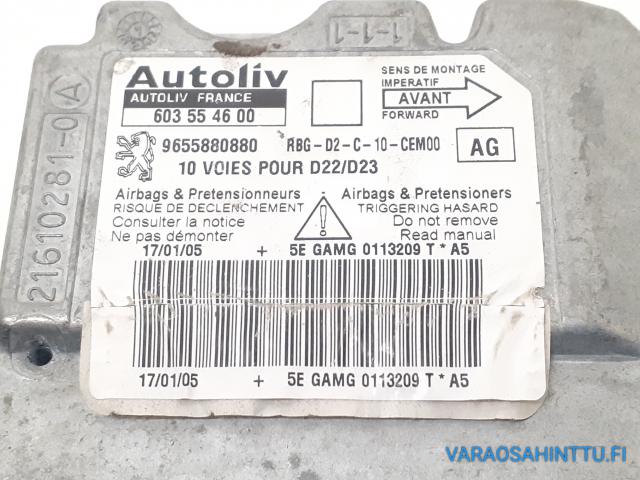 1-1-1
21610281-0 A
Autoliv
AUTOLIV FRANCE
603 55 46 00
SENS DE MONTAGE
IMPERATIF
AVANT
FORWARD
9655880880 RBG-D2-C-10-CEM00 AG
10 VOIES POUR D22/D23
Airbags & Pretensionneurs
RISQUE DE DECLENCHEMENT
Consulter la notice
Ne pas démonter
Airbags & Pretensioners
TRIGGERING HASARD
Do not remove
Read manual
17/01/05 + 5E GAMG 0113209 T * A5
17/01/05 + 5E GAMG 0113209 T * A5
VARAOSAHINTTU.FI